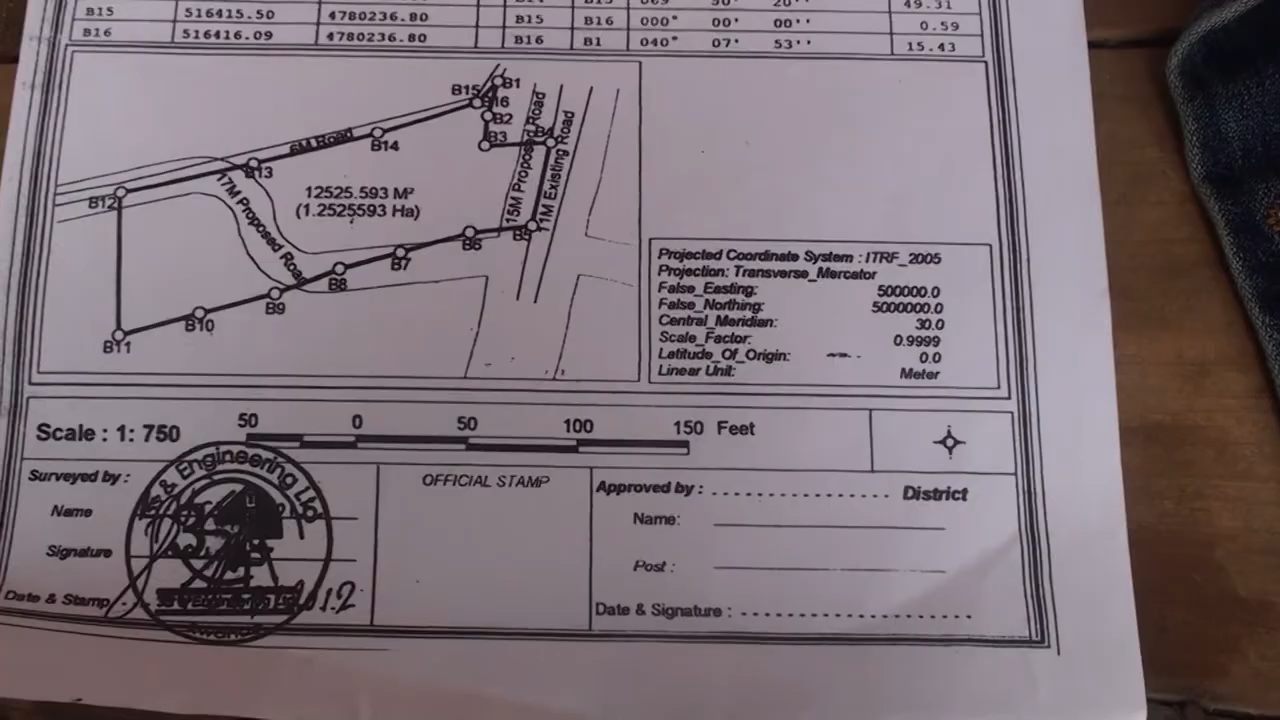 49.31
B15 516415.50 4780236.80 B15 B16 000° 00' 00'' 0.59
B16 516416.09 4780236.80 B16 B1 040° 07' 53'' 15.43
B1
B15
B16
B2
B3
B4
6M Road
B14
B13
B12
12525.593 M²
(1.2525593 Ha)
17M Proposed Road
15M Proposed Road
1M Existing Road
B5
B6
B7
B8
B9
B10
B11
Projected Coordinate System : ITRF_2005
Projection: Transverse_Mercator
False_Easting: 500000.0
False_Northing: 5000000.0
Central_Meridian: 30.0
Scale_Factor: 0.9999
Latitude_Of_Origin: 0.0
Linear Unit: Meter
Scale : 1: 750
50 0 50 100 150 Feet
Surveyed by :
Name
Signature
Date & Stamp
& Engineering Ltd
OFFICIAL STAMP
Approved by : District
Name:
Post :
Date & Signature :